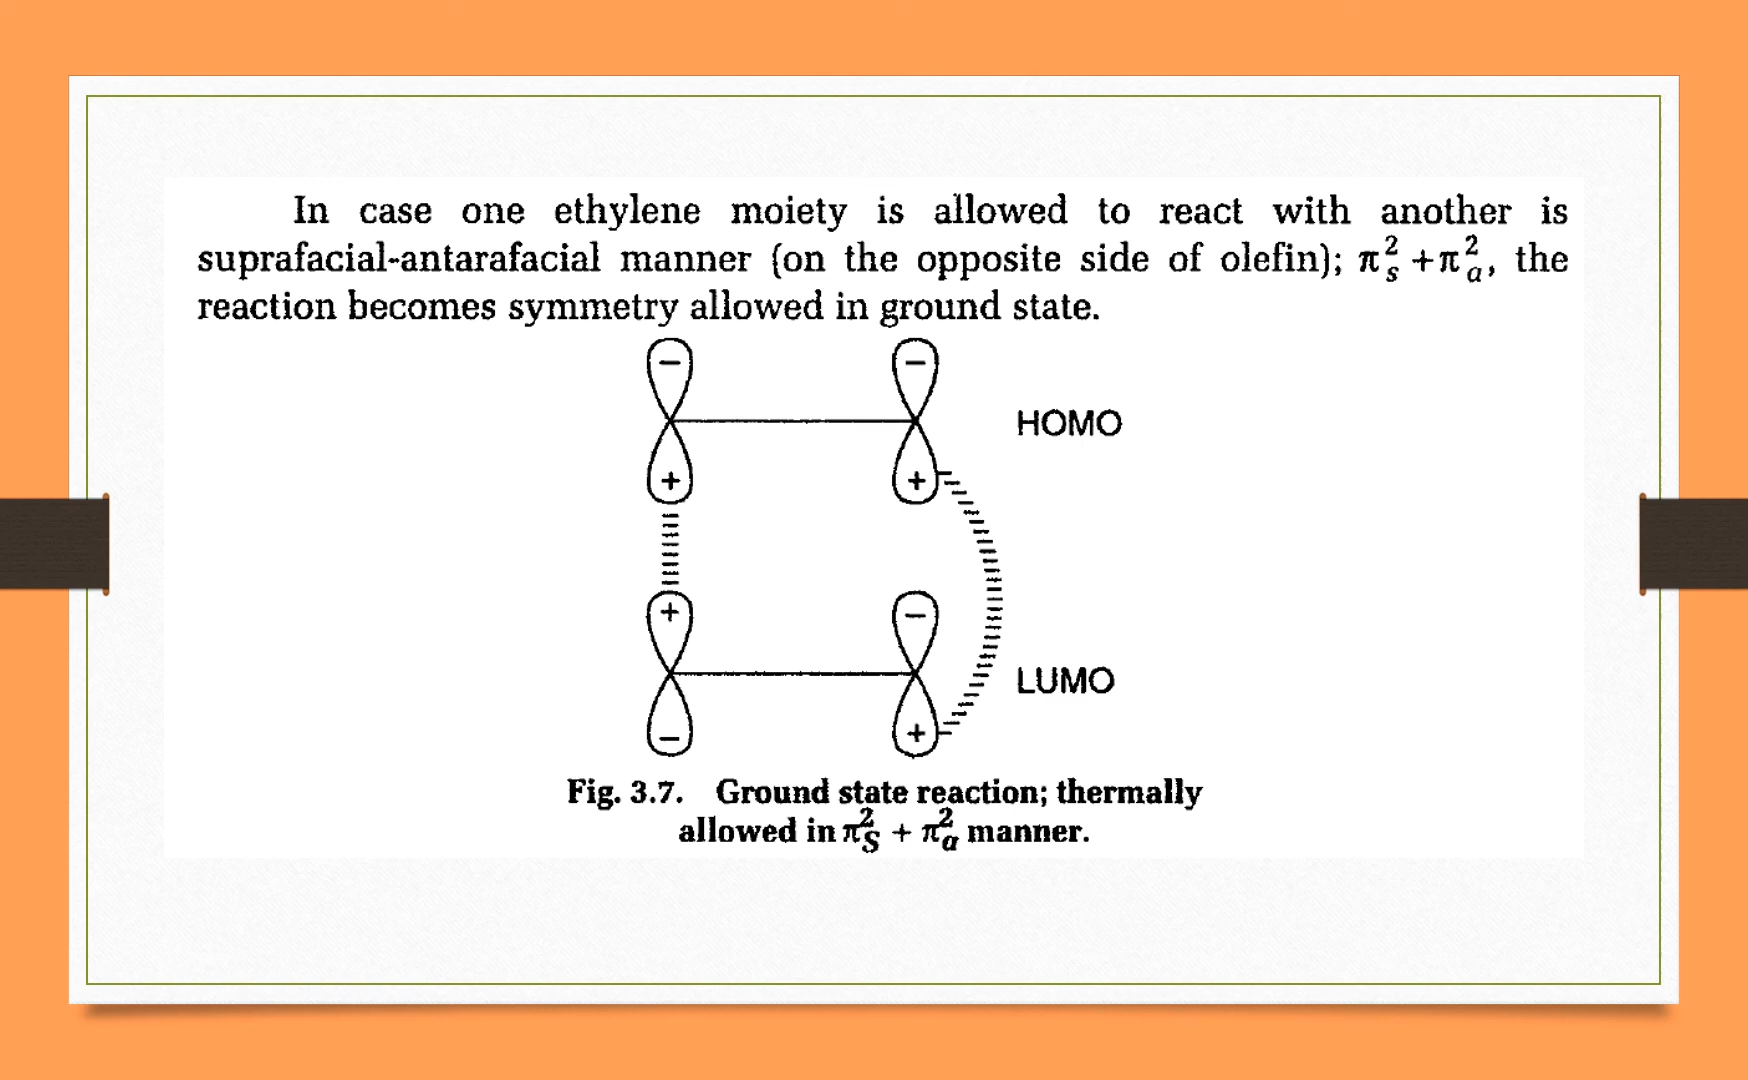 In case one ethylene moiety is allowed to react with another is
suprafacial-antarafacial manner (on the opposite side of olefin); π²ₛ +π²ₐ, the
reaction becomes symmetry allowed in ground state.
− −
HOMO
+ +
+ −
LUMO
− +
Fig. 3.7. Ground state reaction; thermally
allowed in π²S + π²ₐ manner.